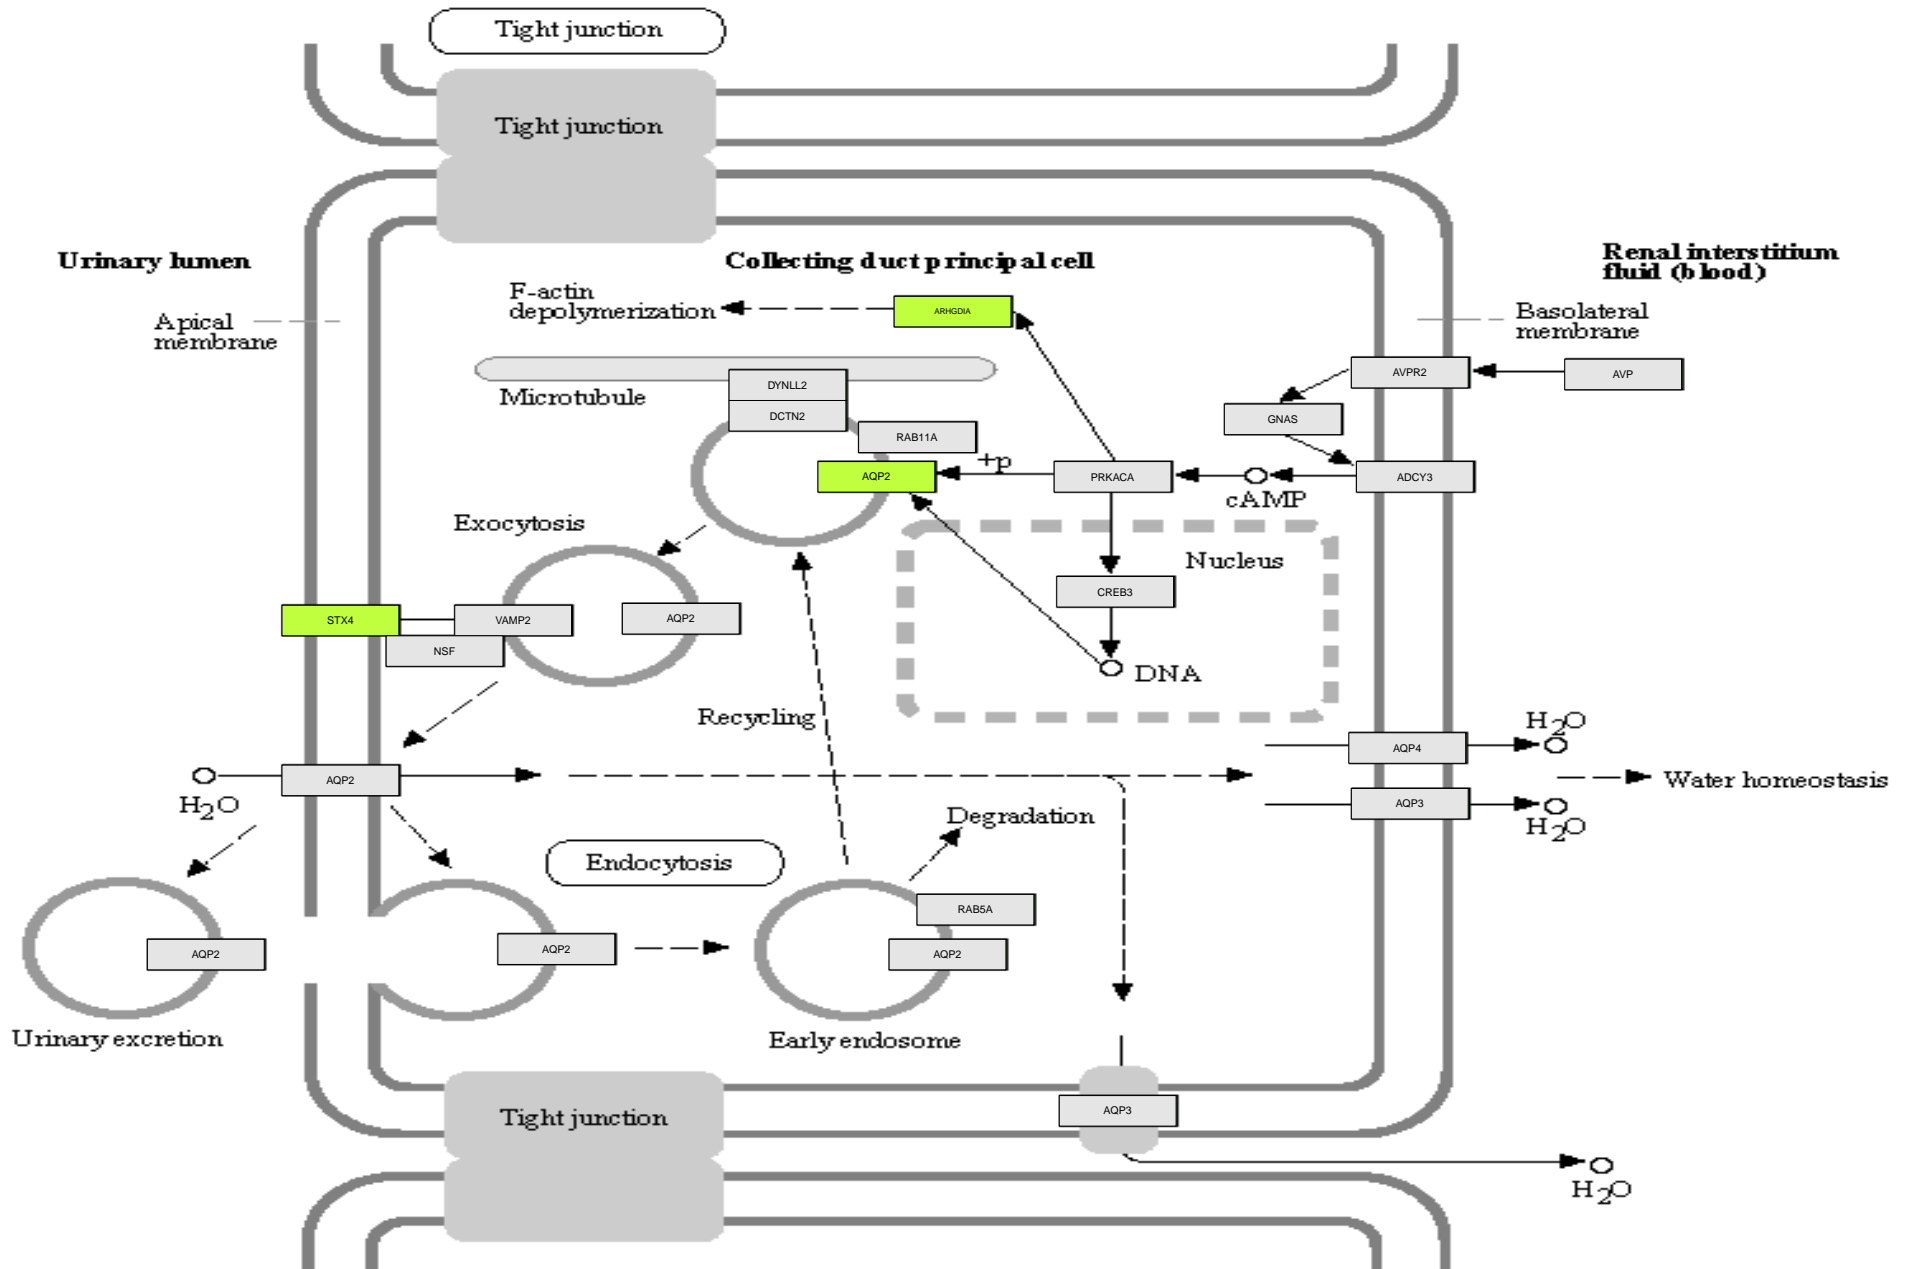 Tight junction
Tight junction
Urinary lumen
Collecting duct principal cell
Renal interstitium
fluid (blood)
F-actin
depolymerization
ARHGDIA
Apical
membrane
Basolateral
membrane
Microtubule
DYNLL2
DCTN2
RAB11A
AVPR2
AVP
GNAS
AQP2
+p
PRKACA
cAMP
ADCY3
Exocytosis
Nucleus
CREB3
DNA
STX4
VAMP2
NSF
AQP2
Recycling
AQP4
H2O
AQP2
H2O
Water homeostasis
AQP3
H2O
Degradation
Endocytosis
RAB5A
AQP2
AQP2
AQP2
Urinary excretion
Early endosome
Tight junction
AQP3
H2O